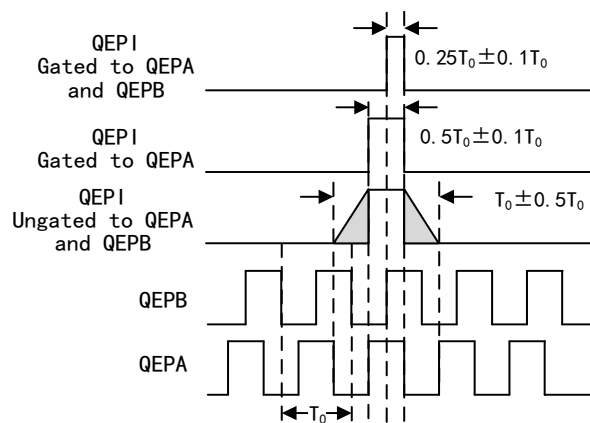 QEPI
Gated to QEPA
and QEPB
0.25T₀±0.1T₀
QEPI
Gated to QEPA
0.5T₀±0.1T₀
QEPI
Ungated to QEPA
and QEPB
T₀±0.5T₀
QEPB
QEPA
T₀